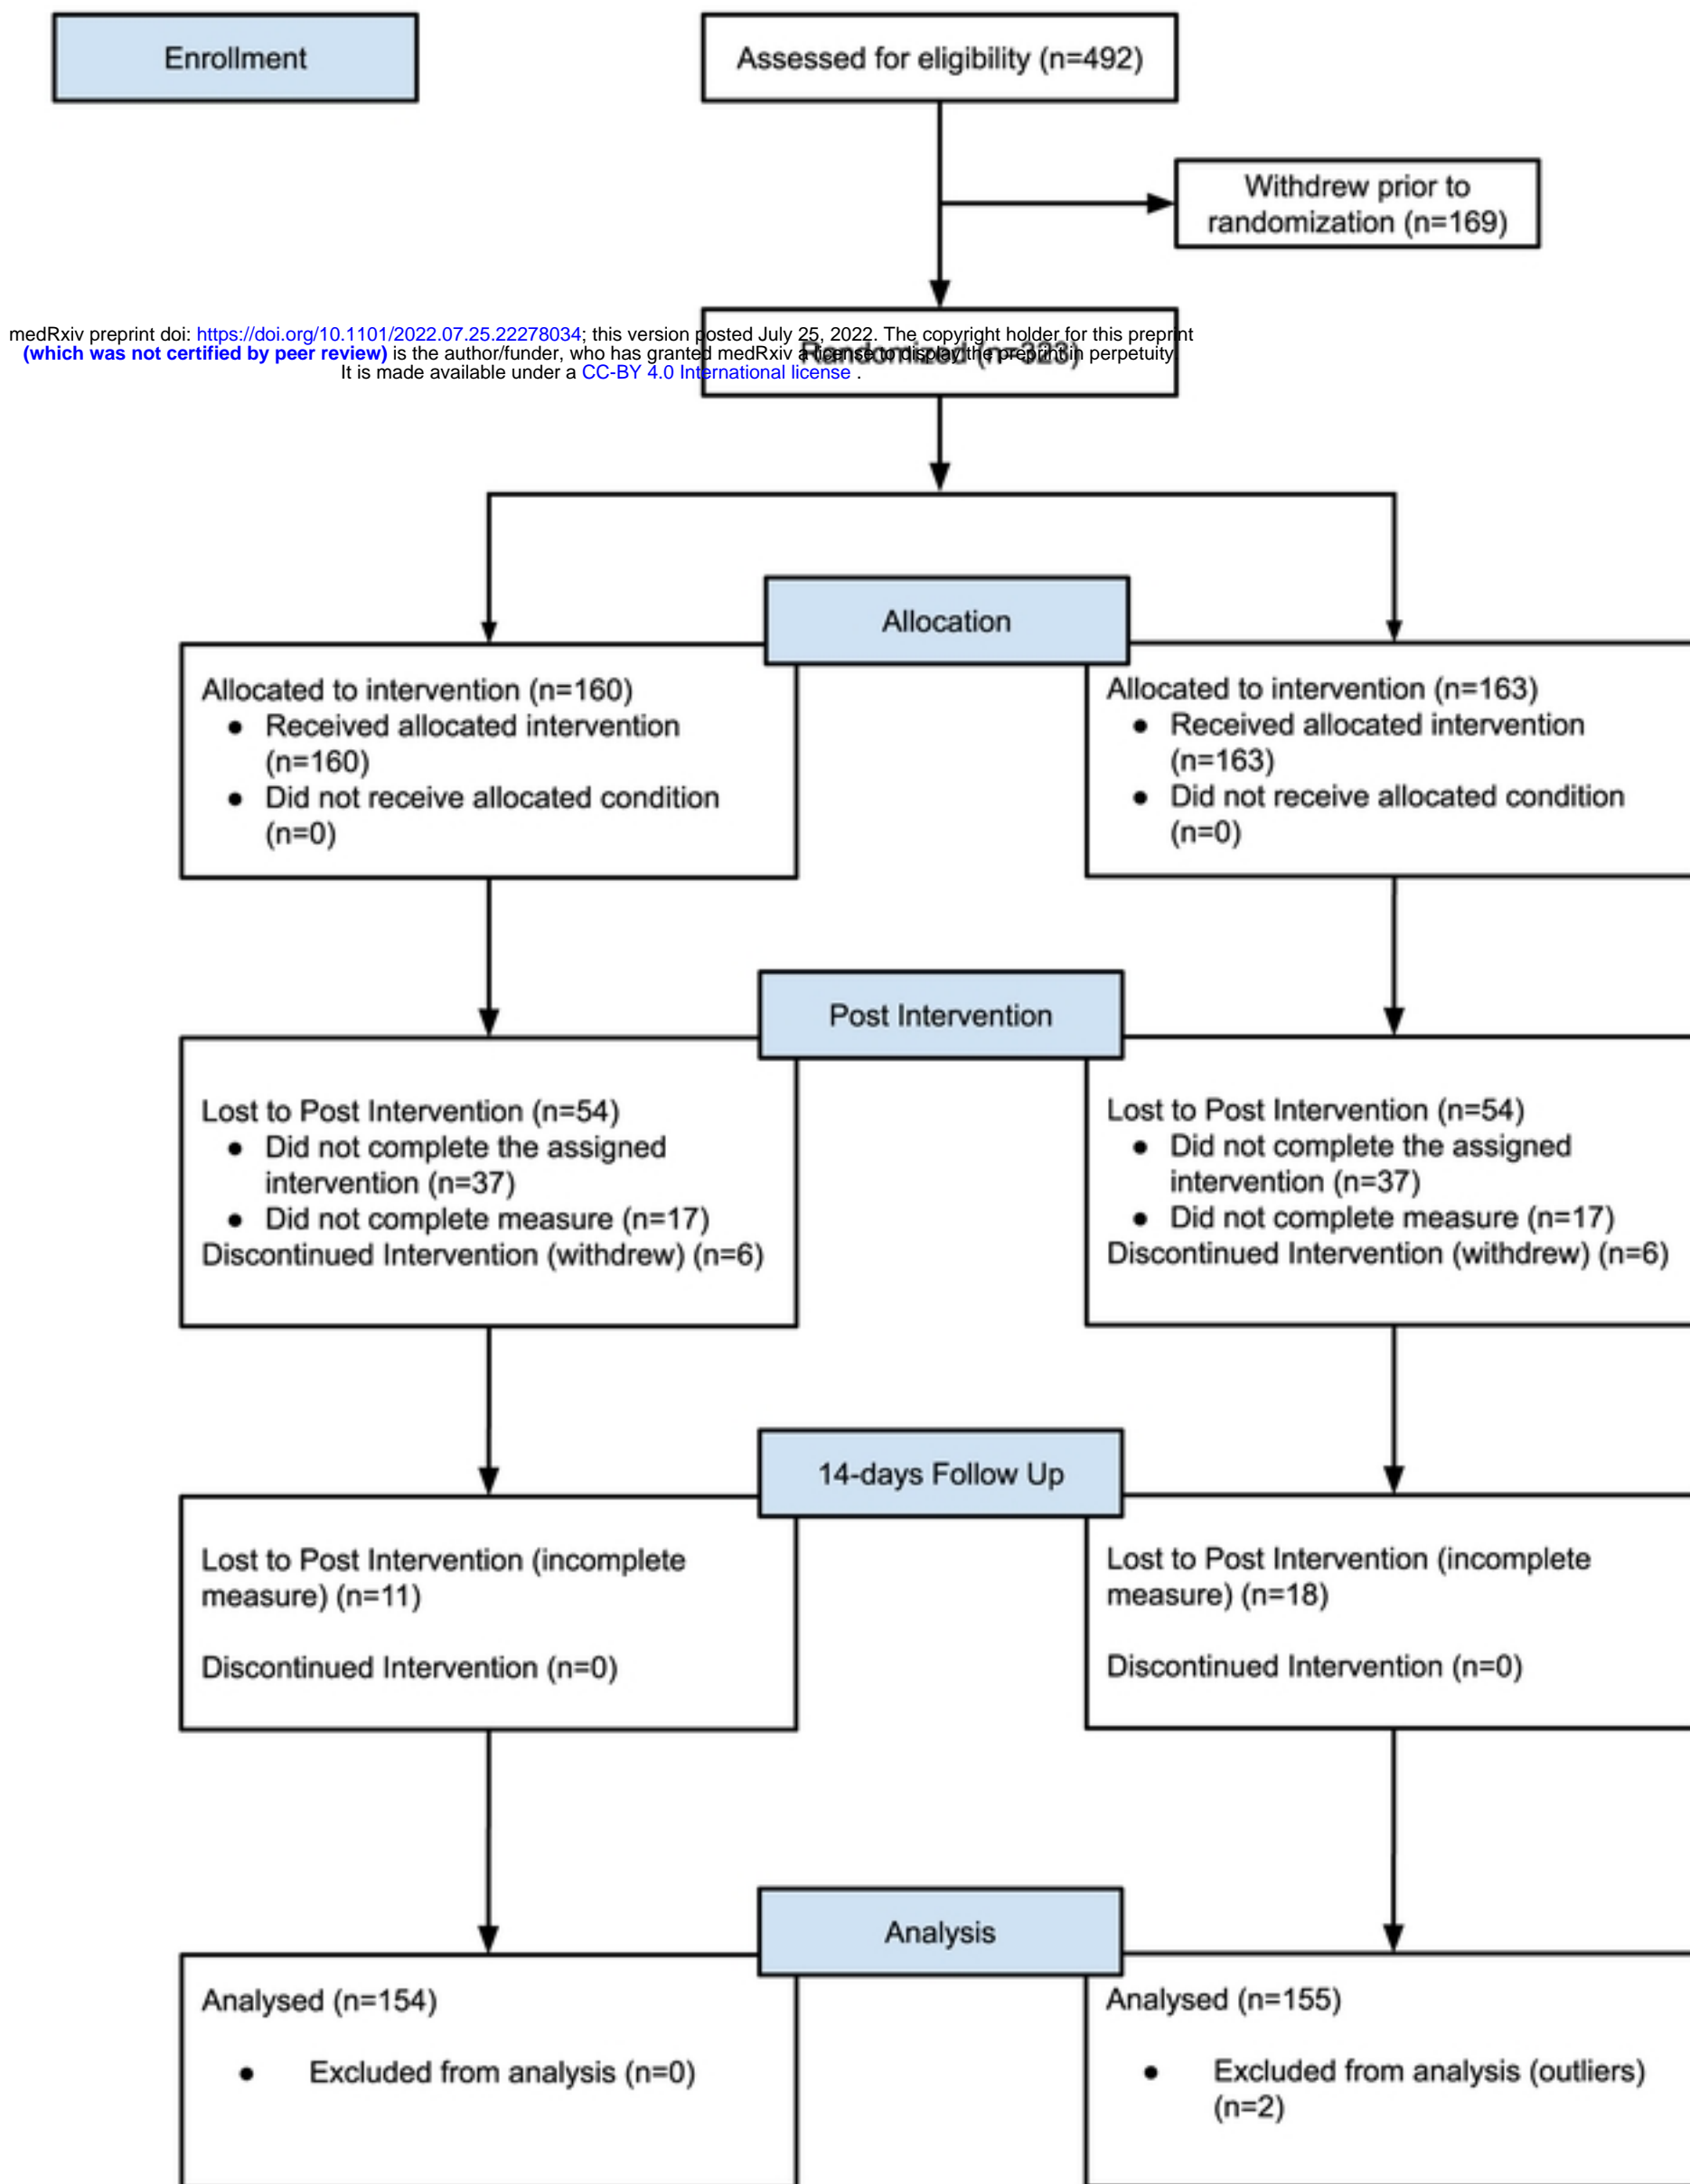 Enrollment
Assessed for eligibility (n=492)
Withdrew prior to
randomization (n=169)
medRxiv preprint doi: https://doi.org/10.1101/2022.07.25.22278034; this version posted July 25, 2022. The copyright holder for this preprint
(which was not certified by peer review) is the author/funder, who has granted medRxiv a license to display the preprint in perpetuity.
It is made available under a CC-BY 4.0 International license .
Randomized (n=323)
Allocation
Allocated to intervention (n=160)
● Received allocated intervention
(n=160)
● Did not receive allocated condition
(n=0)
Allocated to intervention (n=163)
● Received allocated intervention
(n=163)
● Did not receive allocated condition
(n=0)
Post Intervention
Lost to Post Intervention (n=54)
● Did not complete the assigned
intervention (n=37)
● Did not complete measure (n=17)
Discontinued Intervention (withdrew) (n=6)
Lost to Post Intervention (n=54)
● Did not complete the assigned
intervention (n=37)
● Did not complete measure (n=17)
Discontinued Intervention (withdrew) (n=6)
14-days Follow Up
Lost to Post Intervention (incomplete
measure) (n=11)
Discontinued Intervention (n=0)
Lost to Post Intervention (incomplete
measure) (n=18)
Discontinued Intervention (n=0)
Analysis
Analysed (n=154)
● Excluded from analysis (n=0)
Analysed (n=155)
● Excluded from analysis (outliers)
(n=2)